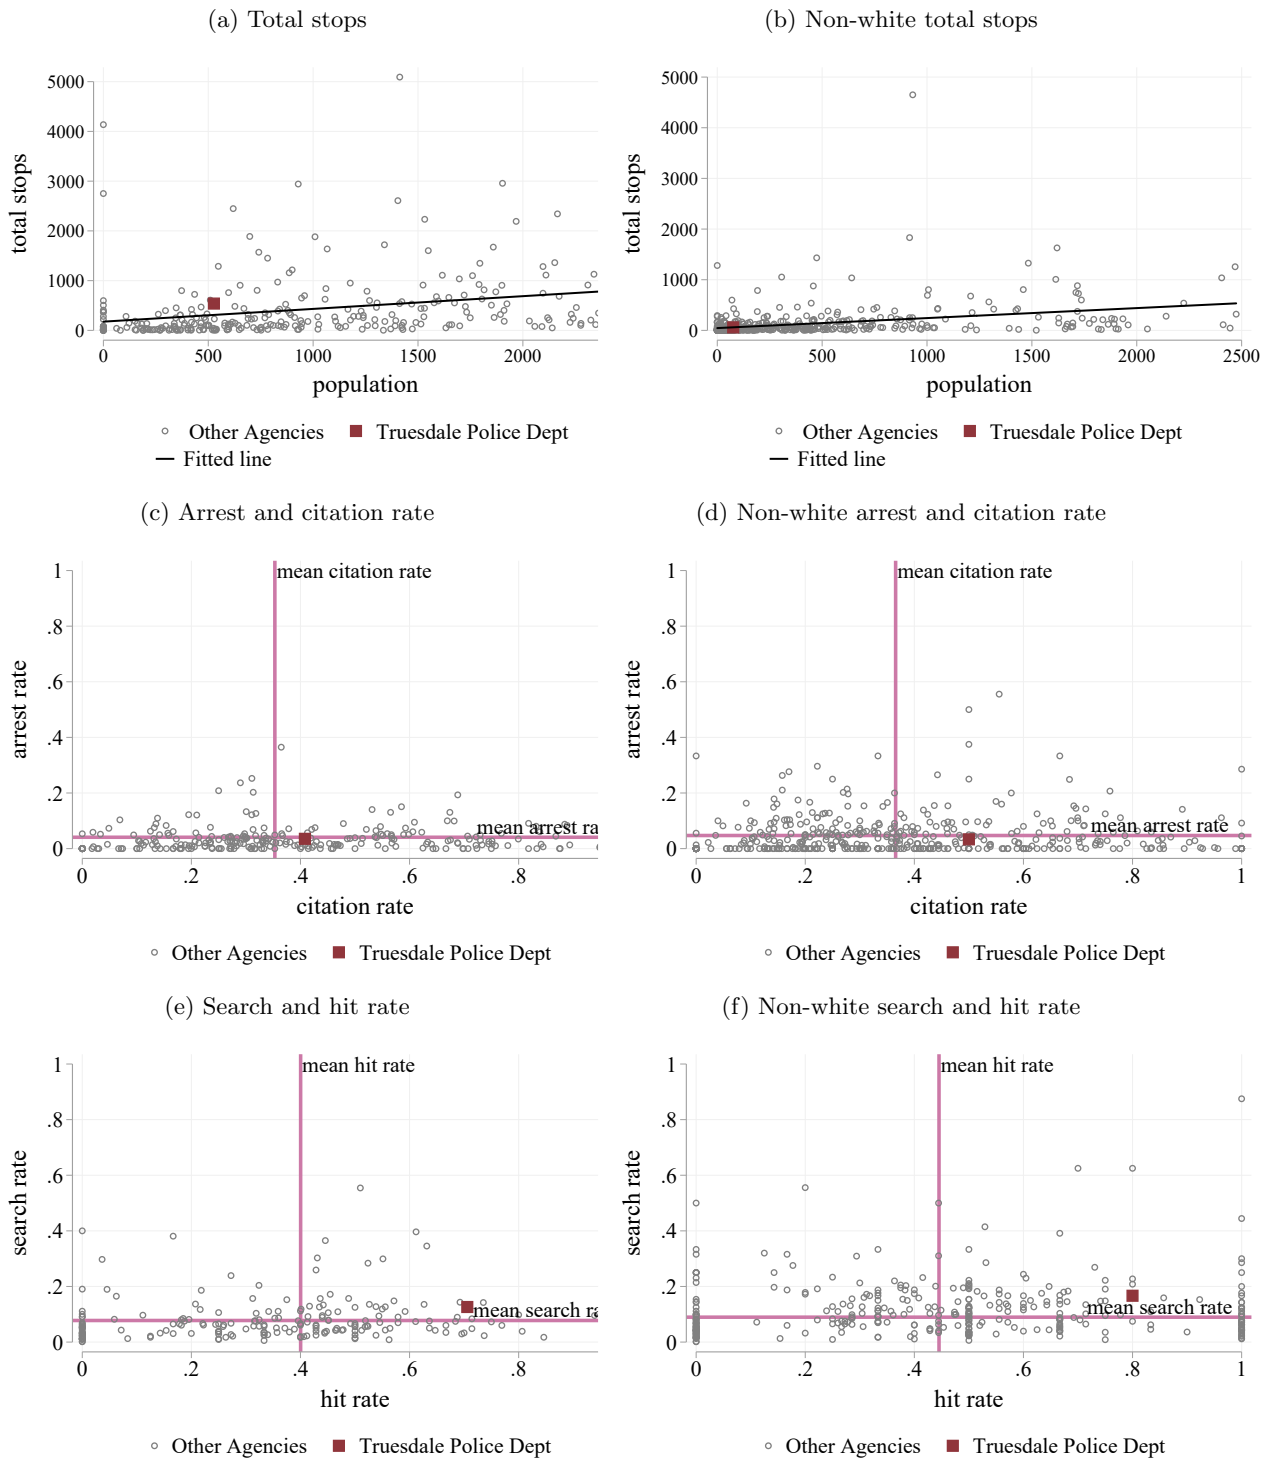 (a) Total stops
5000
4000
3000
2000
1000
0
total stops
0 500 1000 1500 2000
population
Other Agencies Truesdale Police Dept
Fitted line
(b) Non-white total stops
5000
4000
3000
2000
1000
0
total stops
0 500 1000 1500 2000 2500
population
Other Agencies Truesdale Police Dept
Fitted line
(c) Arrest and citation rate
mean citation rate
1
.8
.6
.4
.2
0
arrest rate
mean arrest ra
0 .2 .4 .6 .8
citation rate
Other Agencies Truesdale Police Dept
(d) Non-white arrest and citation rate
mean citation rate
1
.8
.6
.4
.2
0
arrest rate
mean arrest rate
0 .2 .4 .6 .8 1
citation rate
Other Agencies Truesdale Police Dept
(e) Search and hit rate
mean hit rate
1
.8
.6
.4
.2
0
search rate
mean search ra
0 .2 .4 .6 .8
hit rate
Other Agencies Truesdale Police Dept
(f) Non-white search and hit rate
mean hit rate
1
.8
.6
.4
.2
0
search rate
mean search rate
0 .2 .4 .6 .8 1
hit rate
Other Agencies Truesdale Police Dept